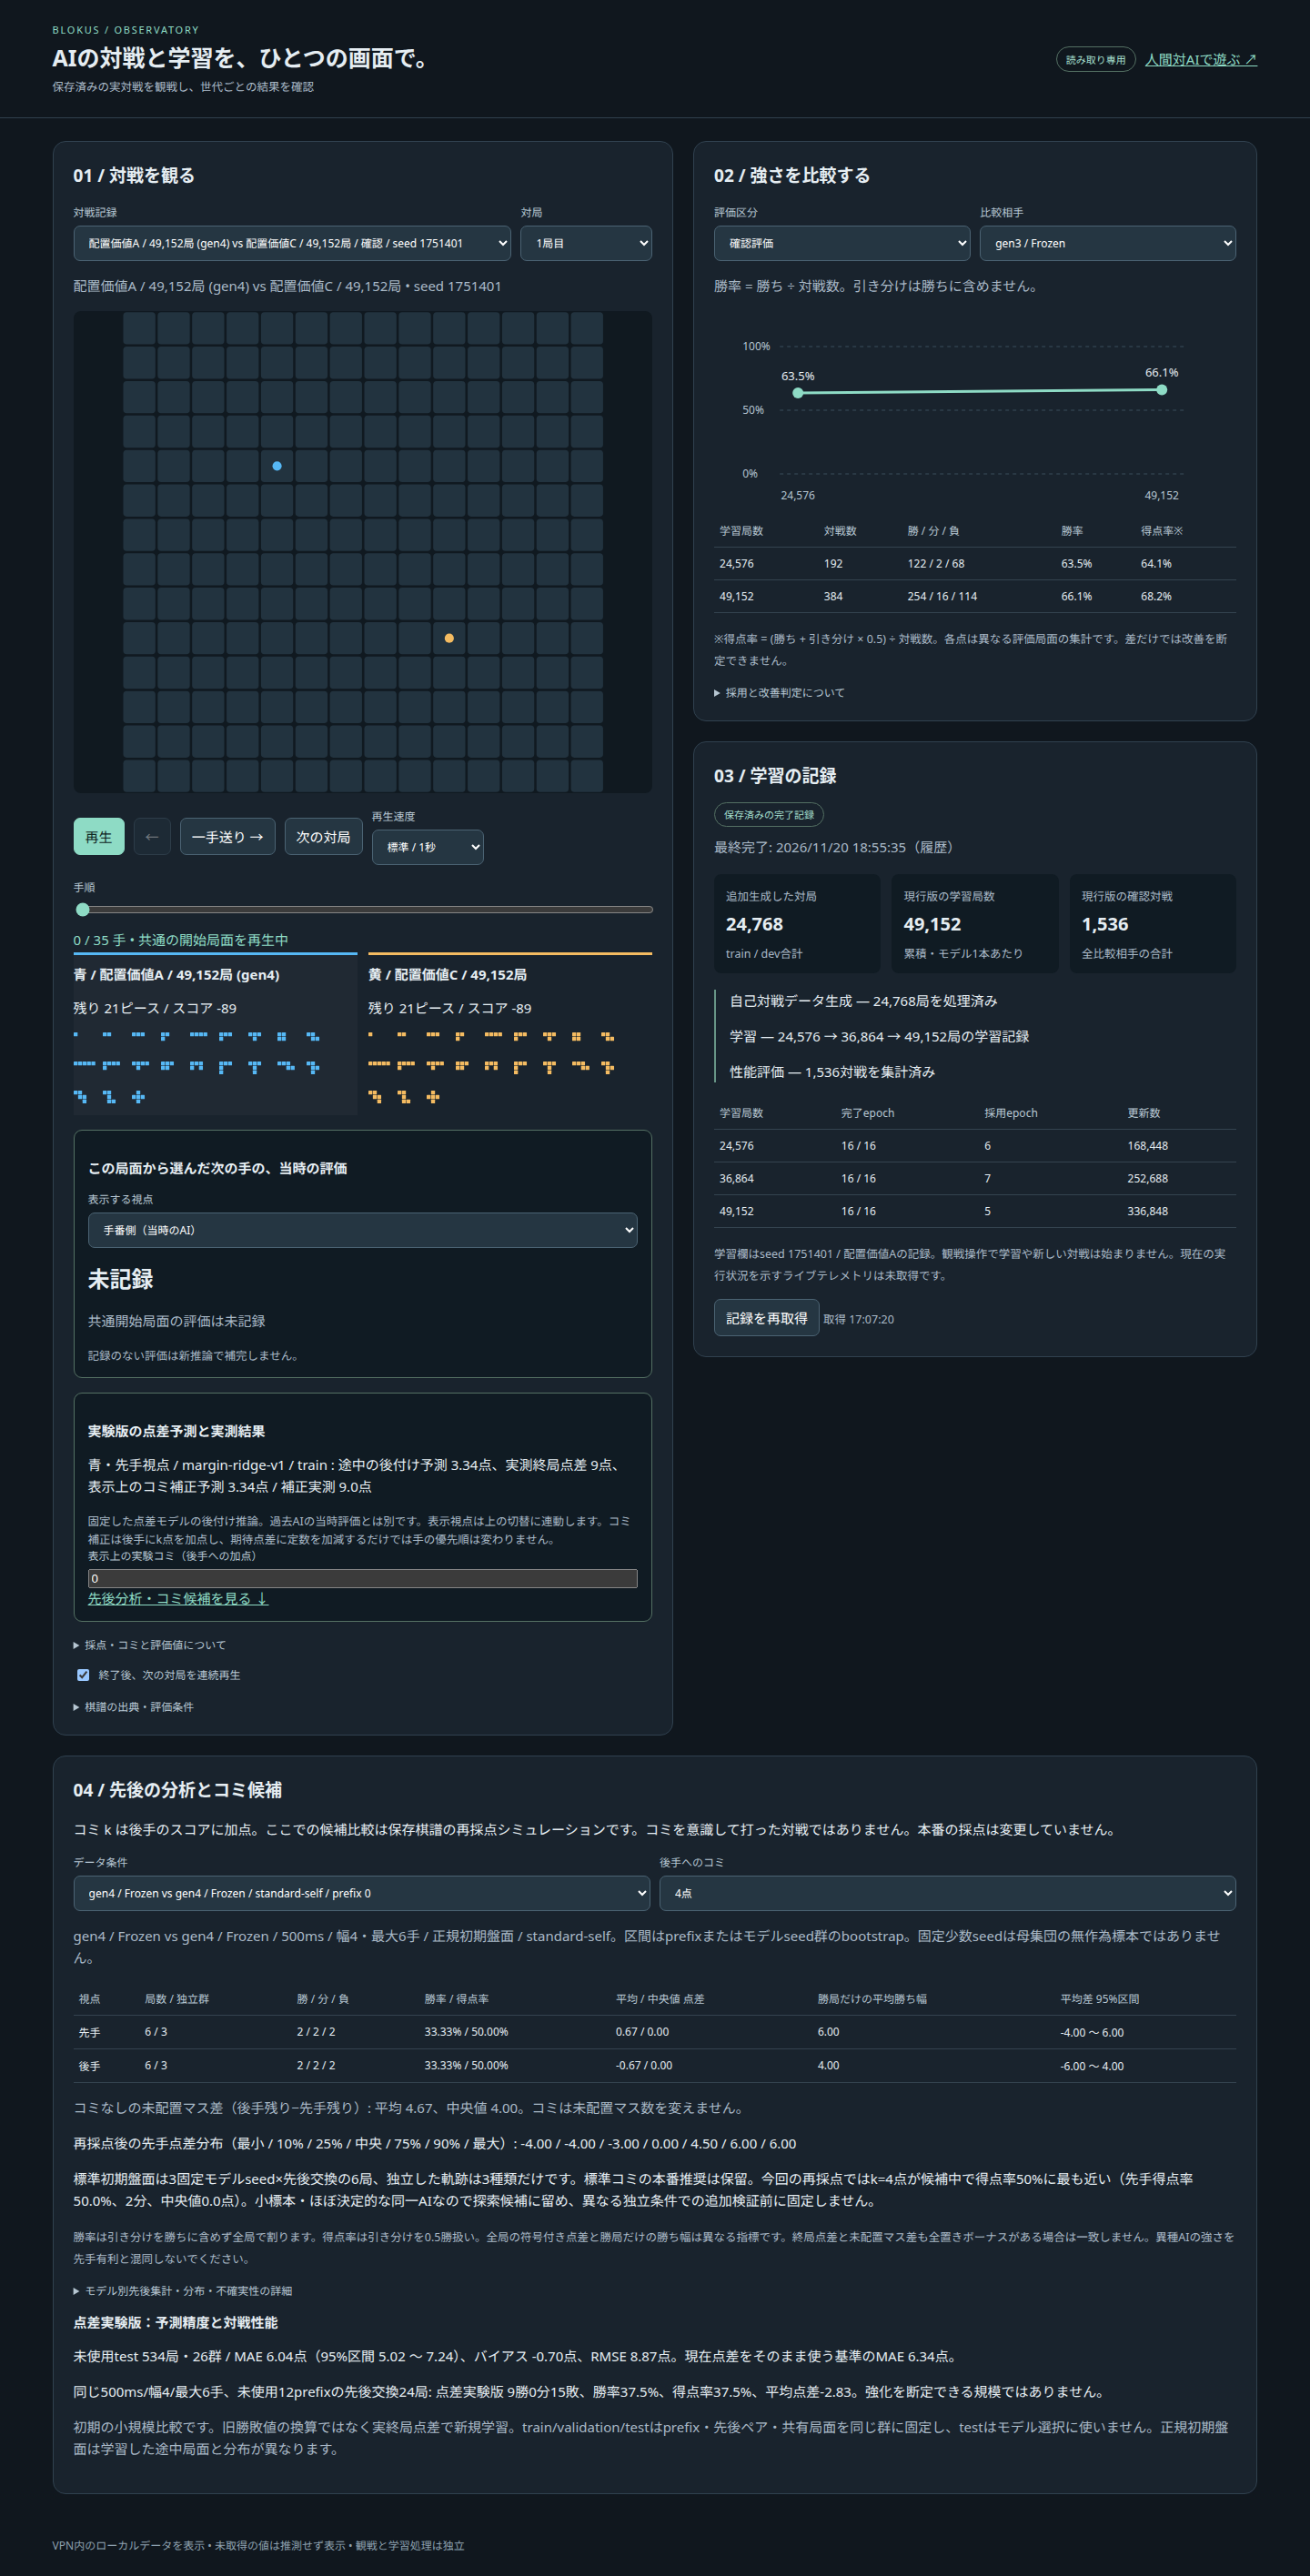 BLOKUS / OBSERVATORY
AIの対戦と学習を、ひとつの画面で。
保存済みの実対戦を観戦し、世代ごとの結果を確認
読み取り専用
人間対AIで遊ぶ ↗
01 / 対戦を観る
対戦記録
対局
配置価値A / 49,152局 (gen4) vs 配置価値C / 49,152局 / 確認 / seed 1751401
1局目
配置価値A / 49,152局 (gen4) vs 配置価値C / 49,152局 • seed 1751401
再生
←
一手送り →
次の対局
再生速度
標準 / 1秒
手順
0 / 35 手 • 共通の開始局面を再生中
青 / 配置価値A / 49,152局 (gen4)
残り 21ピース / スコア -89
黄 / 配置価値C / 49,152局
残り 21ピース / スコア -89
この局面から選んだ次の手の、当時の評価
表示する視点
手番側（当時のAI）
未記録
共通開始局面の評価は未記録
記録のない評価は新推論で補完しません。
実験版の点差予測と実測結果
青・先手視点 / margin-ridge-v1 / train : 途中の後付け予測 3.34点、実測終局点差 9点、
表示上のコミ補正予測 3.34点 / 補正実測 9.0点
固定した点差モデルの後付け推論。過去AIの当時評価とは別です。表示視点は上の切替に連動します。コミ
補正は後手にk点を加点し、期待点差に定数を加減するだけでは手の優先順は変わりません。
表示上の実験コミ（後手への加点）
0
先後分析・コミ候補を見る ↓
▶ 採点・コミと評価値について
終了後、次の対局を連続再生
▶ 棋譜の出典・評価条件
02 / 強さを比較する
評価区分
比較相手
確認評価
gen3 / Frozen
勝率 = 勝ち ÷ 対戦数。引き分けは勝ちに含めません。
100%
63.5%
66.1%
50%
0%
24,576
49,152
学習局数 対戦数 勝 / 分 / 負 勝率 得点率※
24,576 192 122 / 2 / 68 63.5% 64.1%
49,152 384 254 / 16 / 114 66.1% 68.2%
※得点率 = (勝ち + 引き分け × 0.5) ÷ 対戦数。各点は異なる評価局面の集計です。差だけでは改善を断
定できません。
▶ 採用と改善判定について
03 / 学習の記録
保存済みの完了記録
最終完了: 2026/11/20 18:55:35（履歴）
追加生成した対局
24,768
train / dev合計
現行版の学習局数
49,152
累積・モデル1本あたり
現行版の確認対戦
1,536
全比較相手の合計
自己対戦データ生成 — 24,768局を処理済み
学習 — 24,576 → 36,864 → 49,152局の学習記録
性能評価 — 1,536対戦を集計済み
学習局数 完了epoch 採用epoch 更新数
24,576 16 / 16 6 168,448
36,864 16 / 16 7 252,688
49,152 16 / 16 5 336,848
学習欄はseed 1751401 / 配置価値Aの記録。観戦操作で学習や新しい対戦は始まりません。現在の実
行状況を示すライブテレメトリは未取得です。
記録を再取得 取得 17:07:20
04 / 先後の分析とコミ候補
コミ k は後手のスコアに加点。ここでの候補比較は保存棋譜の再採点シミュレーションです。コミを意識して打った対戦ではありません。本番の採点は変更していません。
データ条件
後手へのコミ
gen4 / Frozen vs gen4 / Frozen / standard-self / prefix 0
4点
gen4 / Frozen vs gen4 / Frozen / 500ms / 幅4・最大6手 / 正規初期盤面 / standard-self。区間はprefixまたはモデルseed群のbootstrap。固定少数seedは母集団の無作為標本ではありませ
ん。
視点 局数 / 独立群 勝 / 分 / 負 勝率 / 得点率 平均 / 中央値 点差 勝局だけの平均勝ち幅 平均差 95%区間
先手 6 / 3 2 / 2 / 2 33.33% / 50.00% 0.67 / 0.00 6.00 -4.00 〜 6.00
後手 6 / 3 2 / 2 / 2 33.33% / 50.00% -0.67 / 0.00 4.00 -6.00 〜 4.00
コミなしの未配置マス差（後手残り−先手残り）: 平均 4.67、中央値 4.00。コミは未配置マス数を変えません。
再採点後の先手点差分布（最小 / 10% / 25% / 中央 / 75% / 90% / 最大）: -4.00 / -4.00 / -3.00 / 0.00 / 4.50 / 6.00 / 6.00
標準初期盤面は3固定モデルseed×先後交換の6局、独立した軌跡は3種類だけです。標準コミの本番推奨は保留。今回の再採点ではk=4点が候補中で得点率50%に最も近い（先手得点率
50.0%、2分、中央値0.0点）。小標本・ほぼ決定的な同一AIなので探索候補に留め、異なる独立条件での追加検証前に固定しません。
勝率は引き分けを勝ちに含めず全局で割ります。得点率は引き分けを0.5勝扱い。全局の符号付き点差と勝局だけの勝ち幅は異なる指標です。終局点差と未配置マス差も全置きボーナスがある場合は一致しません。異種AIの強さを
先手有利と混同しないでください。
▶ モデル別先後集計・分布・不確実性の詳細
点差実験版：予測精度と対戦性能
未使用test 534局・26群 / MAE 6.04点（95%区間 5.02 〜 7.24）、バイアス -0.70点、RMSE 8.87点。現在点差をそのまま使う基準のMAE 6.34点。
同じ500ms/幅4/最大6手、未使用12prefixの先後交換24局: 点差実験版 9勝0分15敗、勝率37.5%、得点率37.5%、平均点差-2.83。強化を断定できる規模ではありません。
初期の小規模比較です。旧勝敗値の換算ではなく実終局点差で新規学習。train/validation/testはprefix・先後ペア・共有局面を同じ群に固定し、testはモデル選択に使いません。正規初期盤
面は学習した途中局面と分布が異なります。
VPN内のローカルデータを表示 • 未取得の値は推測せず表示 • 観戦と学習処理は独立